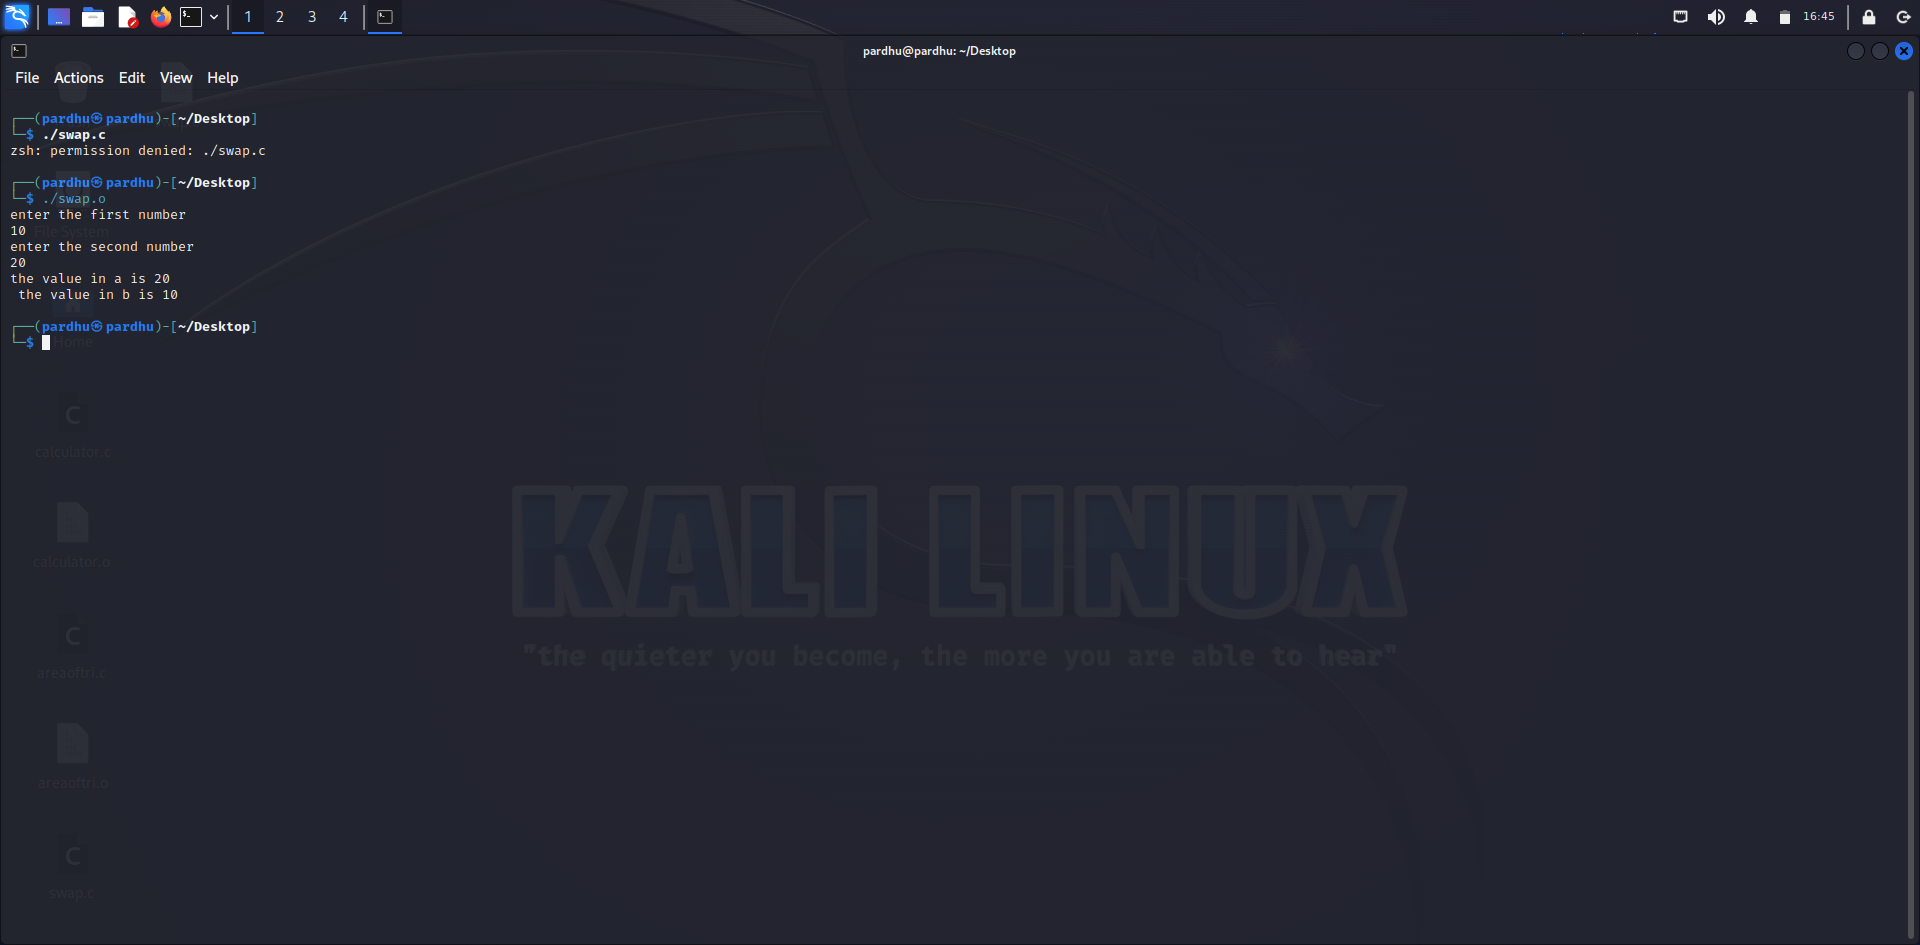 1 2 3 4 16:45
pardhu@pardhu: ~/Desktop
File Actions Edit View Help
┌──(pardhu㉿pardhu)-[~/Desktop]
└─$ ./swap.c
zsh: permission denied: ./swap.c
┌──(pardhu㉿pardhu)-[~/Desktop]
└─$ ./swap.o
enter the first number
10
File System
enter the second number
20
the value in a is 20
 the value in b is 10
┌──(pardhu㉿pardhu)-[~/Desktop]
└─$
Home
calculator.c
calculator.o
areaoftri.c
areaoftri.o
swap.c
KALI LINUX
"the quieter you become, the more you are able to hear"